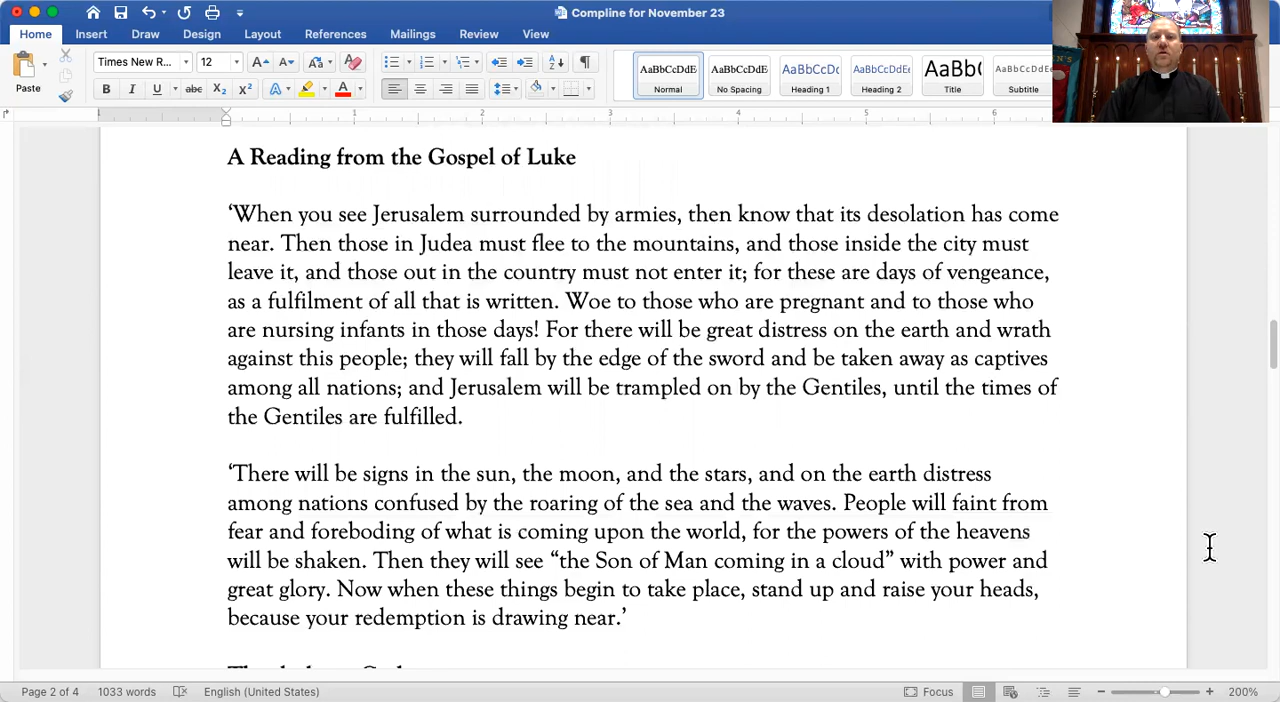 Compline for November 23
Home Insert Draw Design Layout References Mailings Review View
Paste
Times New R... 12
AaBbCcDdE Normal
AaBbCcDdE No Spacing
AaBbCcDc Heading 1
AaBbCcDdEe Heading 2
AaBb( Title
AaBbCcDdEe Subtitle
1 1 2 3 4 5 6
A Reading from the Gospel of Luke
‘When you see Jerusalem surrounded by armies, then know that its desolation has come
near. Then those in Judea must flee to the mountains, and those inside the city must
leave it, and those out in the country must not enter it; for these are days of vengeance,
as a fulfilment of all that is written. Woe to those who are pregnant and to those who
are nursing infants in those days! For there will be great distress on the earth and wrath
against this people; they will fall by the edge of the sword and be taken away as captives
among all nations; and Jerusalem will be trampled on by the Gentiles, until the times of
the Gentiles are fulfilled.
‘There will be signs in the sun, the moon, and the stars, and on the earth distress
among nations confused by the roaring of the sea and the waves. People will faint from
fear and foreboding of what is coming upon the world, for the powers of the heavens
will be shaken. Then they will see “the Son of Man coming in a cloud” with power and
great glory. Now when these things begin to take place, stand up and raise your heads,
because your redemption is drawing near.’
Page 2 of 4 1033 words English (United States) Focus 200%